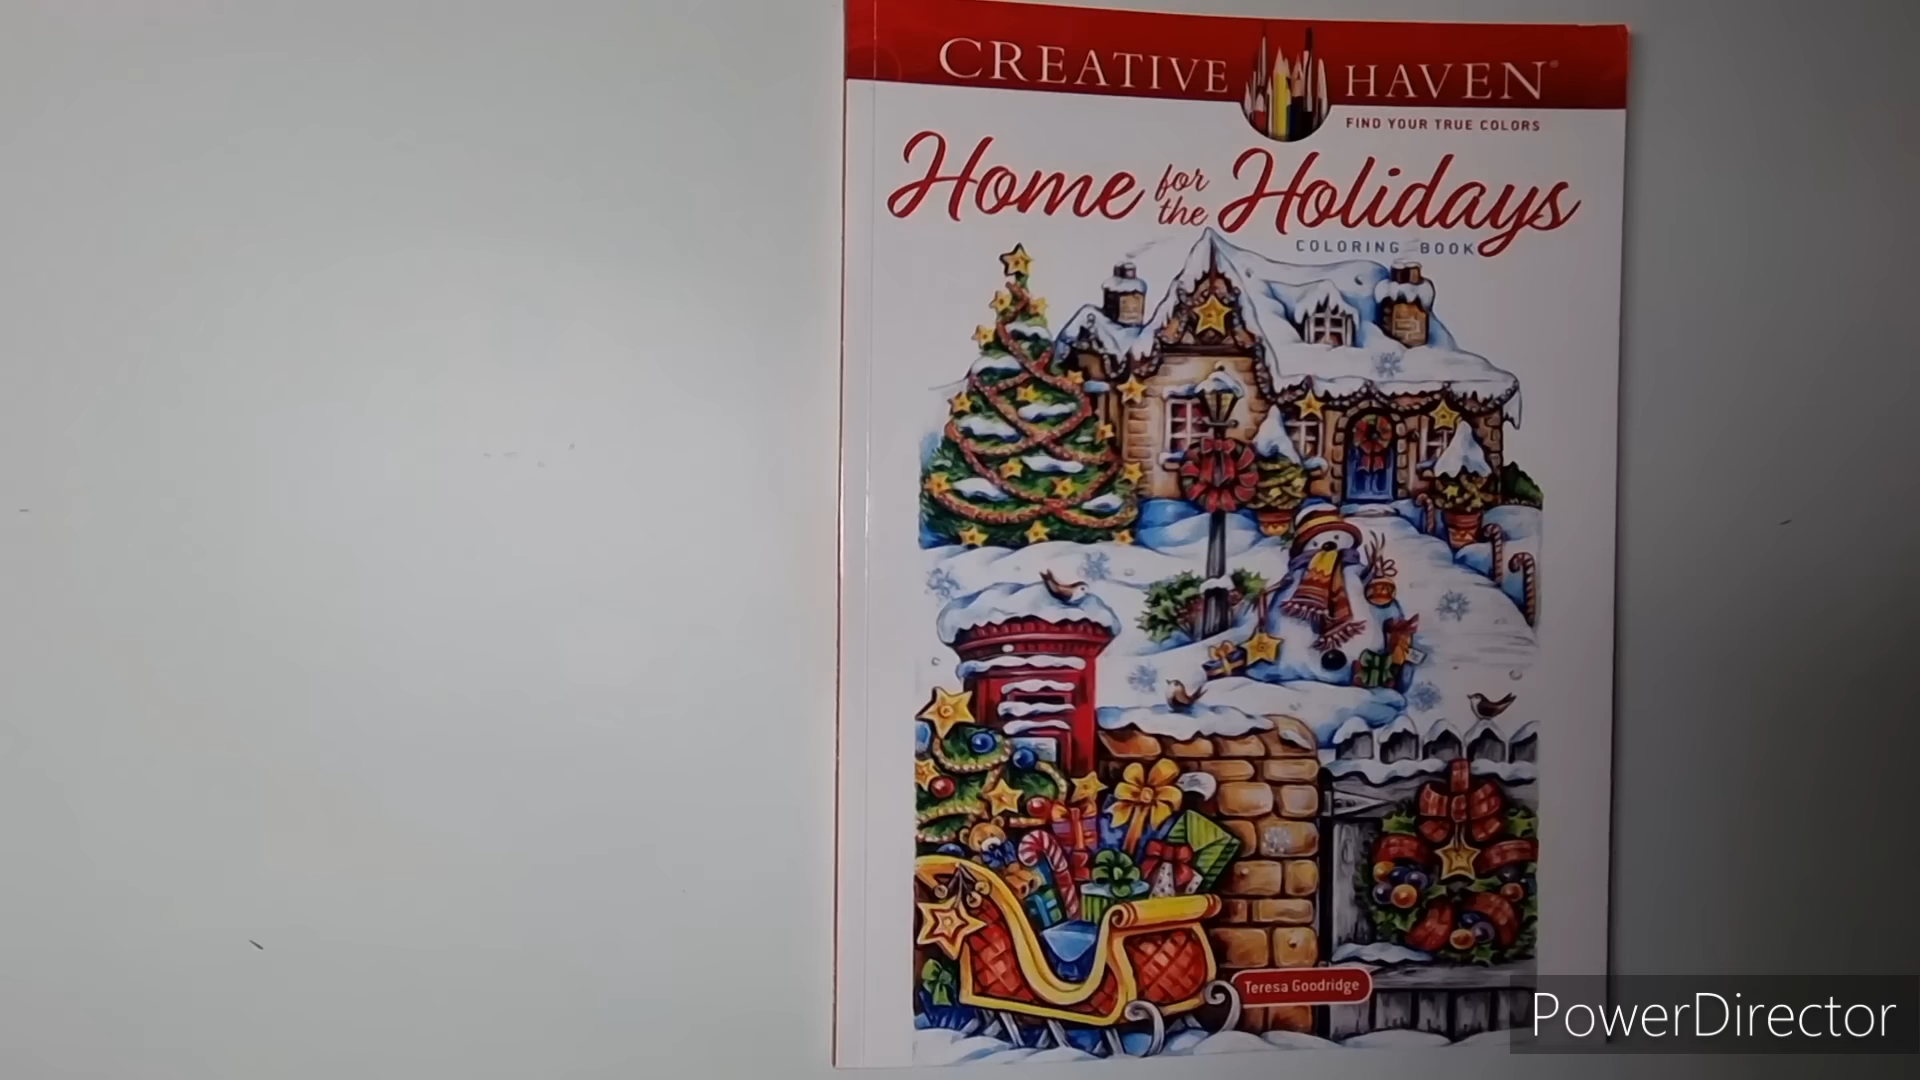 CREATIVE HAVEN®
FIND YOUR TRUE COLORS
Home for the Holidays
COLORING BOOK
Teresa Goodridge
PowerDirector